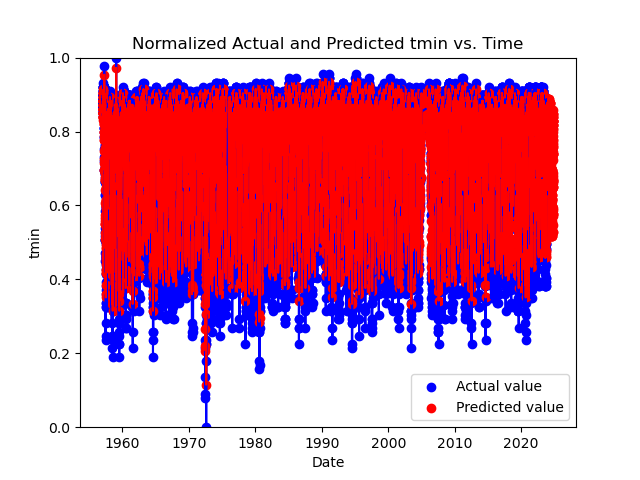 Normalized Actual and Predicted tmin vs. Time
1.0
0.8
0.6
0.4
0.2
0.0
tmin
1960 1970 1980 1990 2000 2010 2020
Date
Actual value
Predicted value